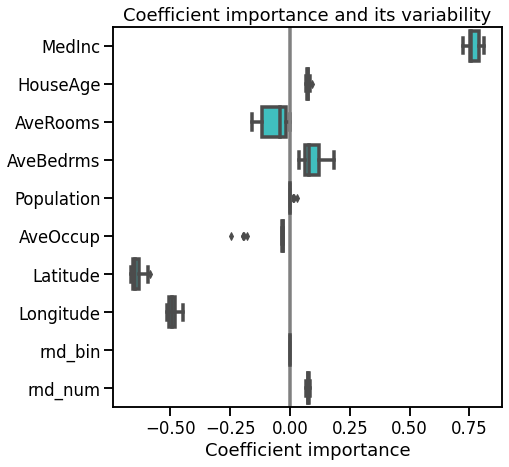 Coefficient importance and its variability
MedInc
HouseAge
AveRooms
AveBedrms
Population
AveOccup
Latitude
Longitude
rnd_bin
rnd_num
−0.50 −0.25 0.00 0.25 0.50 0.75
Coefficient importance